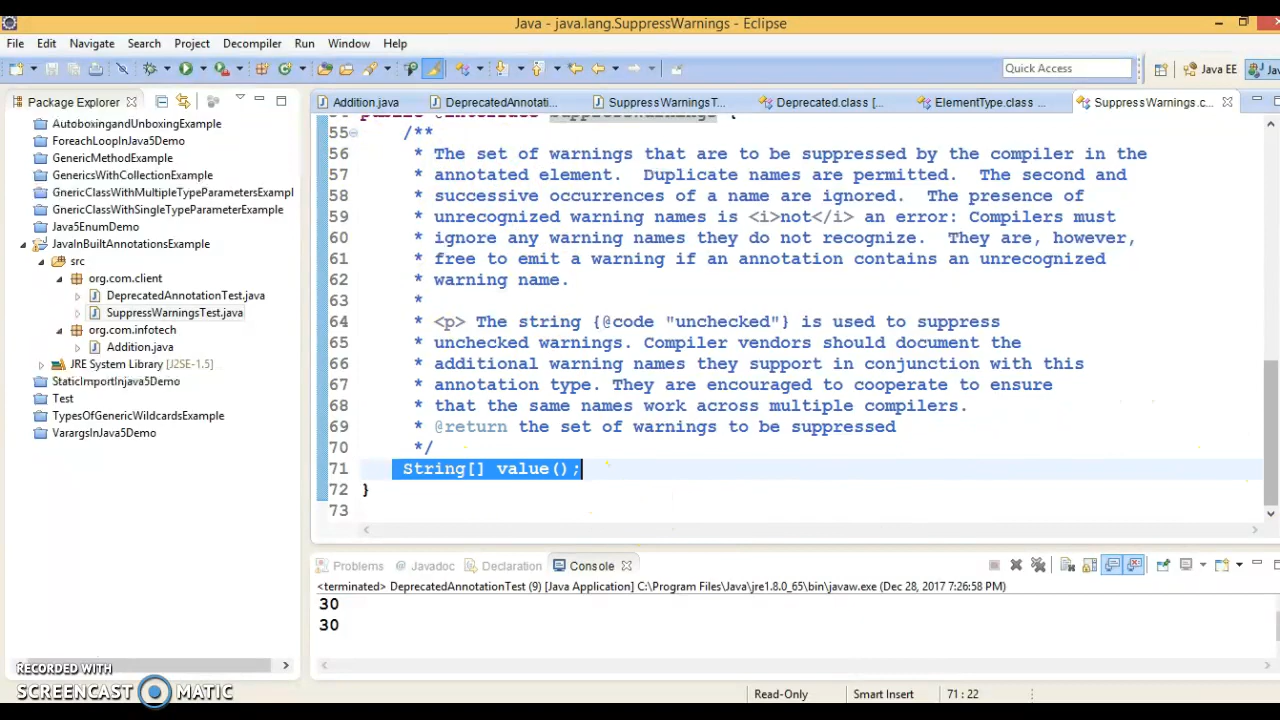 Java - java.lang.SuppressWarnings - Eclipse
File Edit Navigate Search Project Decompiler Run Window Help
Quick Access
Java EE
Package Explorer
Addition.java
DeprecatedAnnotati...
SuppressWarningsT...
Deprecated.class [...
ElementType.class ...
SuppressWarnings.c...
AutoboxingandUnboxingExample
ForeachLoopInJava5Demo
GenericMethodExample
GenericsWithCollectionExample
GnericClassWithMultipleTypeParametersExampl
GnericClassWithSingleTypeParameterExample
Java5EnumDemo
JavaInBuiltAnnotationsExample
src
org.com.client
DeprecatedAnnotationTest.java
SuppressWarningsTest.java
org.com.infotech
Addition.java
JRE System Library [J2SE-1.5]
StaticImportInjava5Demo
Test
TypesOfGenericWildcardsExample
VarargsInJava5Demo
55 /**
56 * The set of warnings that are to be suppressed by the compiler in the
57 * annotated element.  Duplicate names are permitted.  The second and
58 * successive occurrences of a name are ignored.  The presence of
59 * unrecognized warning names is <i>not</i> an error: Compilers must
60 * ignore any warning names they do not recognize.  They are, however,
61 * free to emit a warning if an annotation contains an unrecognized
62 * warning name.
63 *
64 * <p> The string {@code "unchecked"} is used to suppress
65 * unchecked warnings. Compiler vendors should document the
66 * additional warning names they support in conjunction with this
67 * annotation type. They are encouraged to cooperate to ensure
68 * that the same names work across multiple compilers.
69 * @return the set of warnings to be suppressed
70 */
71 String[] value();
72 }
73
Problems @ Javadoc Declaration Console
<terminated> DeprecatedAnnotationTest (9) [Java Application] C:\Program Files\Java\jre1.8.0_65\bin\javaw.exe (Dec 28, 2017 7:26:58 PM)
30
30
RECORDED WITH
SCREENCAST MATIC
Read-Only
Smart Insert
71 : 22